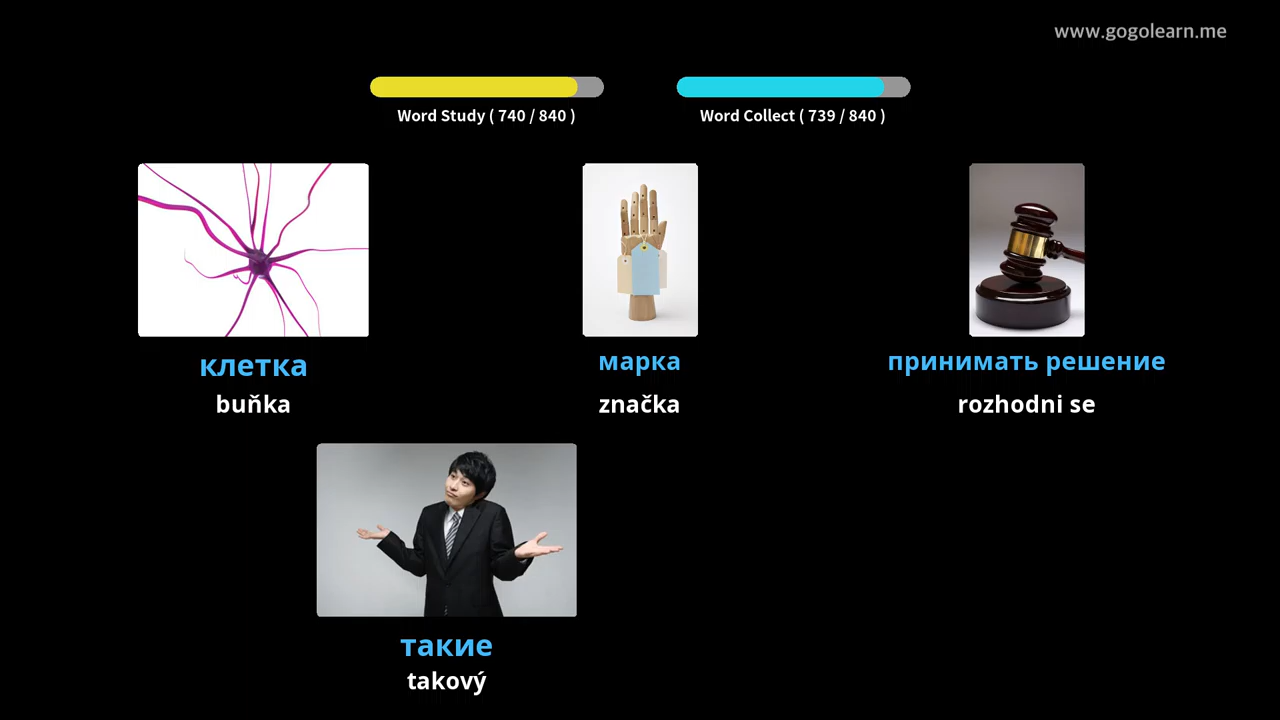 www.gogolearn.me
Word Study ( 740 / 840 )
Word Collect ( 739 / 840 )
клетка
buňka
марка
značka
принимать решение
rozhodni se
такие
takový